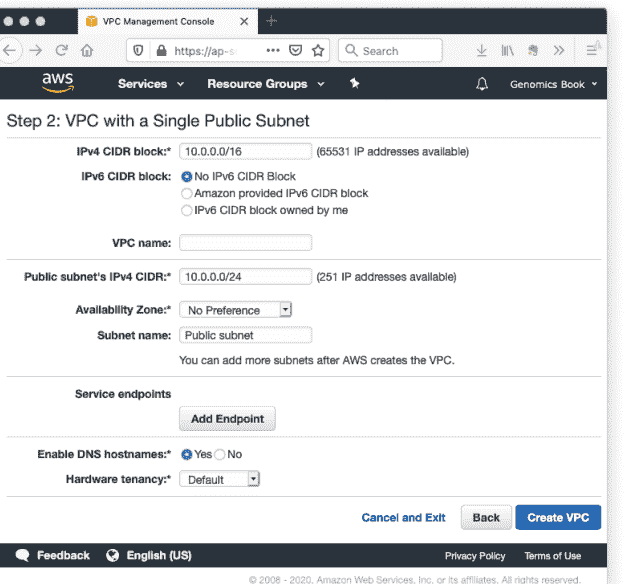 VPC Management Console
https://ap-s
Search
aws
Services
Resource Groups
Genomics Book
Step 2: VPC with a Single Public Subnet
IPv4 CIDR block:* 10.0.0.0/16 (65531 IP addresses available)
IPv6 CIDR block: No IPv6 CIDR Block
Amazon provided IPv6 CIDR block
IPv6 CIDR block owned by me
VPC name:
Public subnet's IPv4 CIDR:* 10.0.0.0/24 (251 IP addresses available)
Availability Zone:* No Preference
Subnet name: Public subnet
You can add more subnets after AWS creates the VPC.
Service endpoints
Add Endpoint
Enable DNS hostnames:* Yes No
Hardware tenancy:* Default
Cancel and Exit Back Create VPC
Feedback English (US) Privacy Policy Terms of Use
© 2008 - 2020, Amazon Web Services, Inc. or its affiliates. All rights reserved.